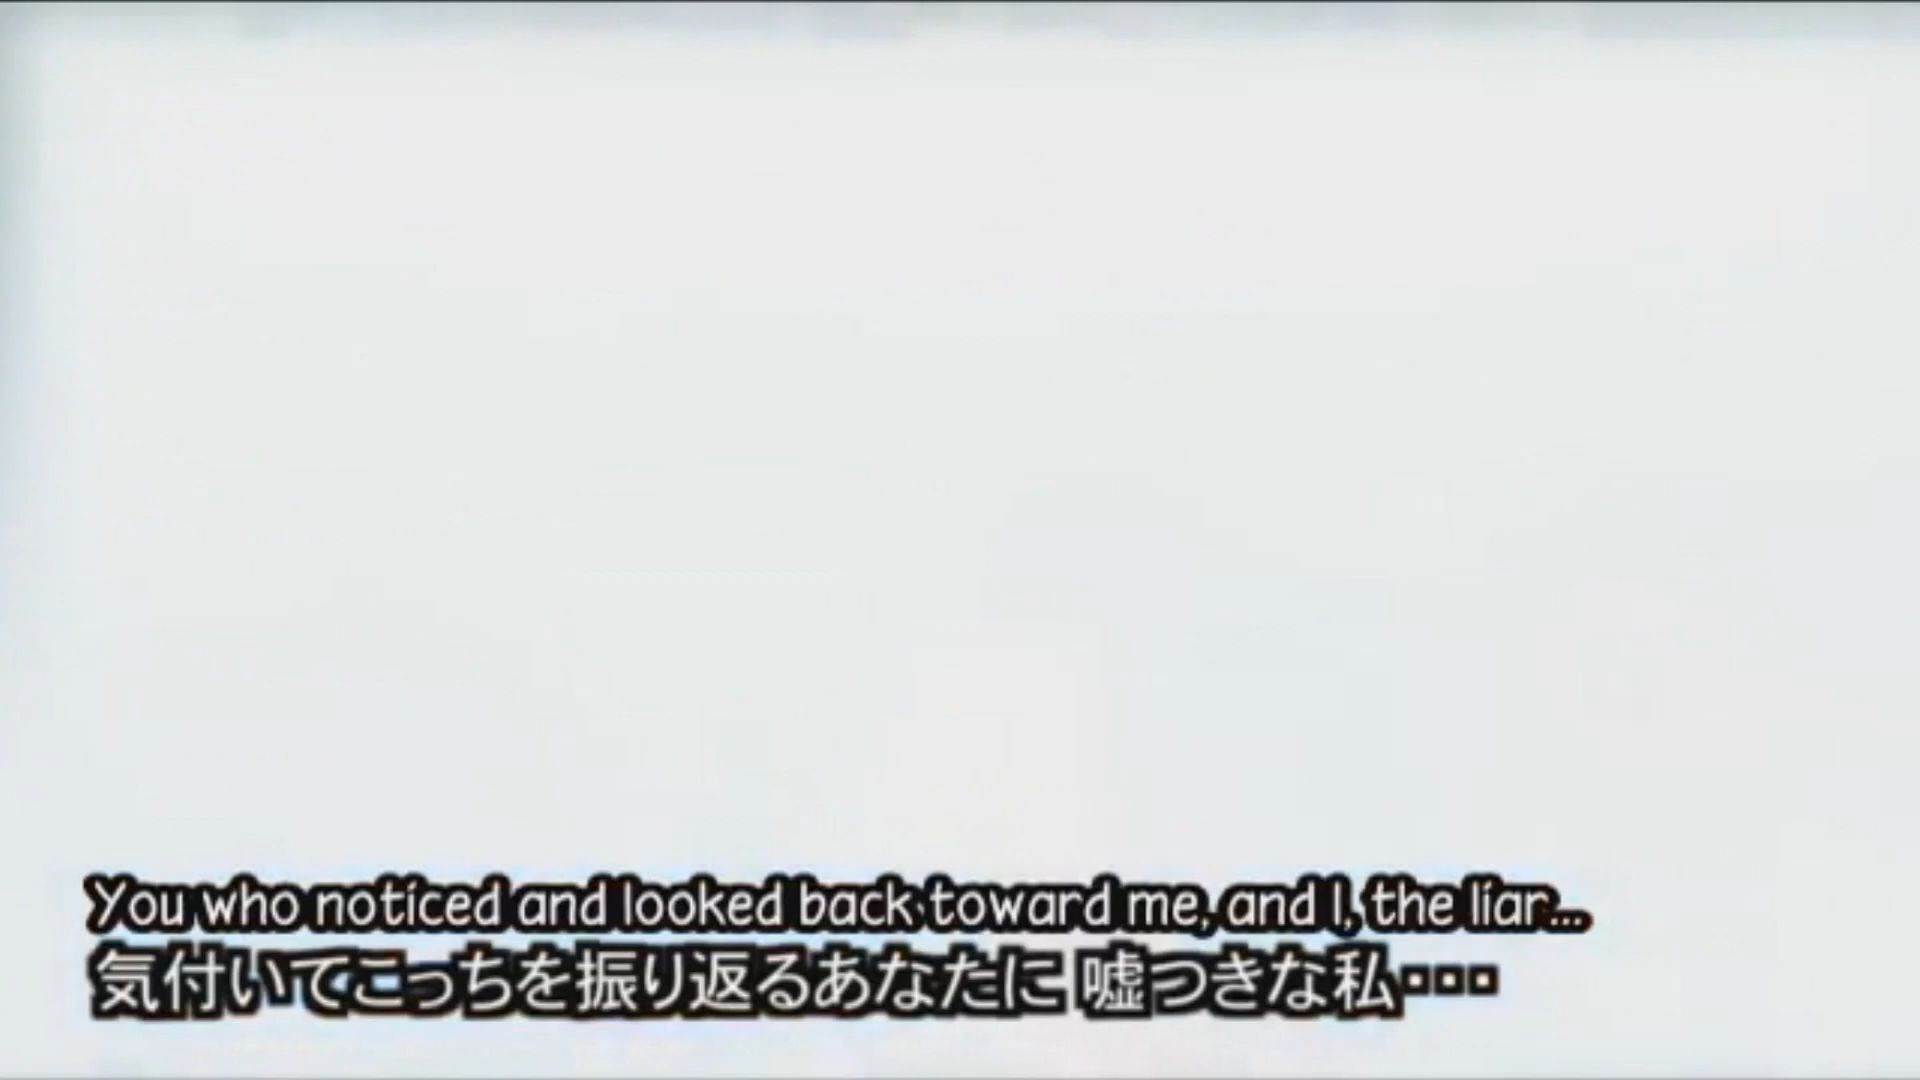 You who noticed and looked back toward me, and I, the liar...
気付いてこっちを振り返るあなたに 嘘つきな私・・・